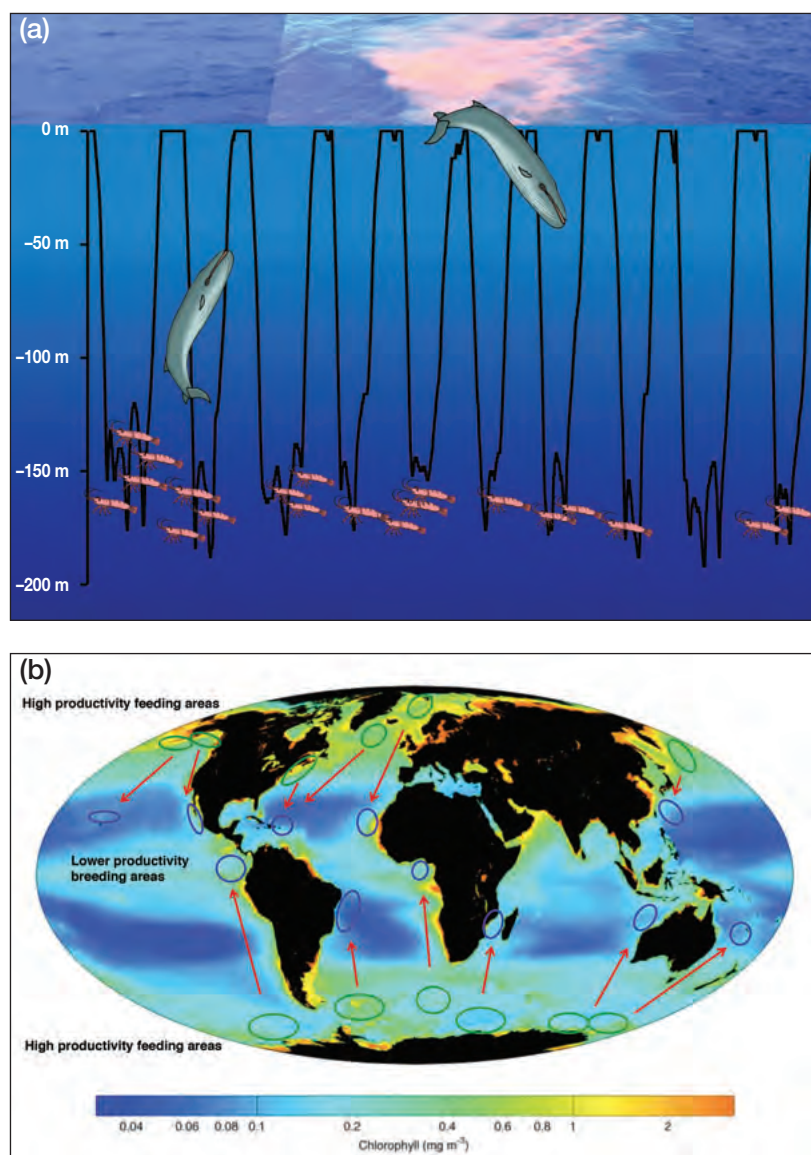 (a)
0 m
–50 m
–100 m
–150 m
–200 m
(b)
High productivity feeding areas
Lower productivity
breeding areas
High productivity feeding areas
0.04 0.06 0.08 0.1 0.2 0.4 0.6 0.8 1 2
Chlorophyll (mg m⁻³)